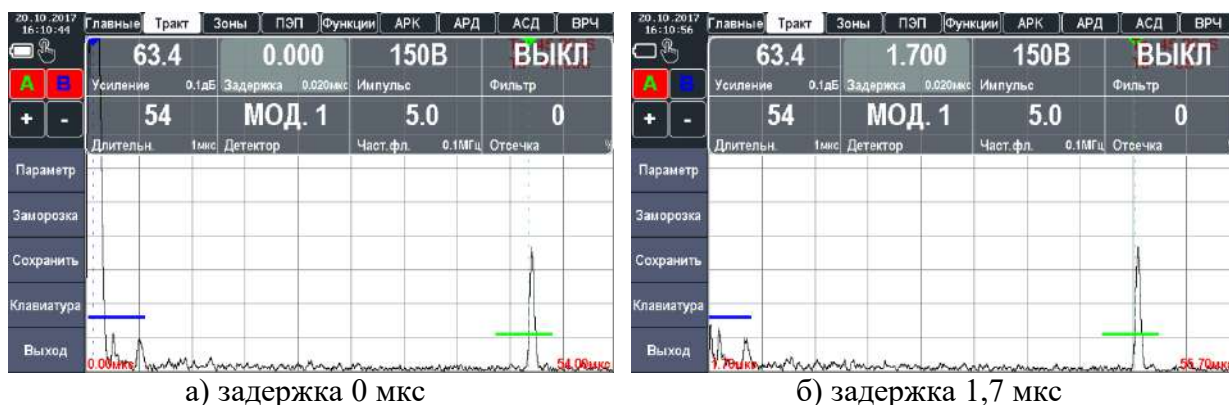 20.10.2017
16:10:44
Главные Тракт Зоны ПЭП Функции АРК АРД АСД ВРЧ
63.4 0.000 150В ВЫКЛ
A B Усиление 0.1дБ Задержка 0.020мкс Импульс Фильтр
+ - 54 МОД. 1 5.0 0
Длительн. 1мкс Детектор Част.фл. 0.1МГц Отсечка %
Параметр
Заморозка
Сохранить
Клавиатура
Выход
0.00мкс 54.00мкс
а) задержка 0 мкс
20.10.2017
16:10:56
Главные Тракт Зоны ПЭП Функции АРК АРД АСД ВРЧ
63.4 1.700 150В ВЫКЛ
A B Усиление 0.1дБ Задержка 0.020мкс Импульс Фильтр
+ - 54 МОД. 1 5.0 0
Длительн. 1мкс Детектор Част.фл. 0.1МГц Отсечка
Параметр
Заморозка
Сохранить
Клавиатура
Выход
1.70мкс 55.70мкс
б) задержка 1,7 мкс